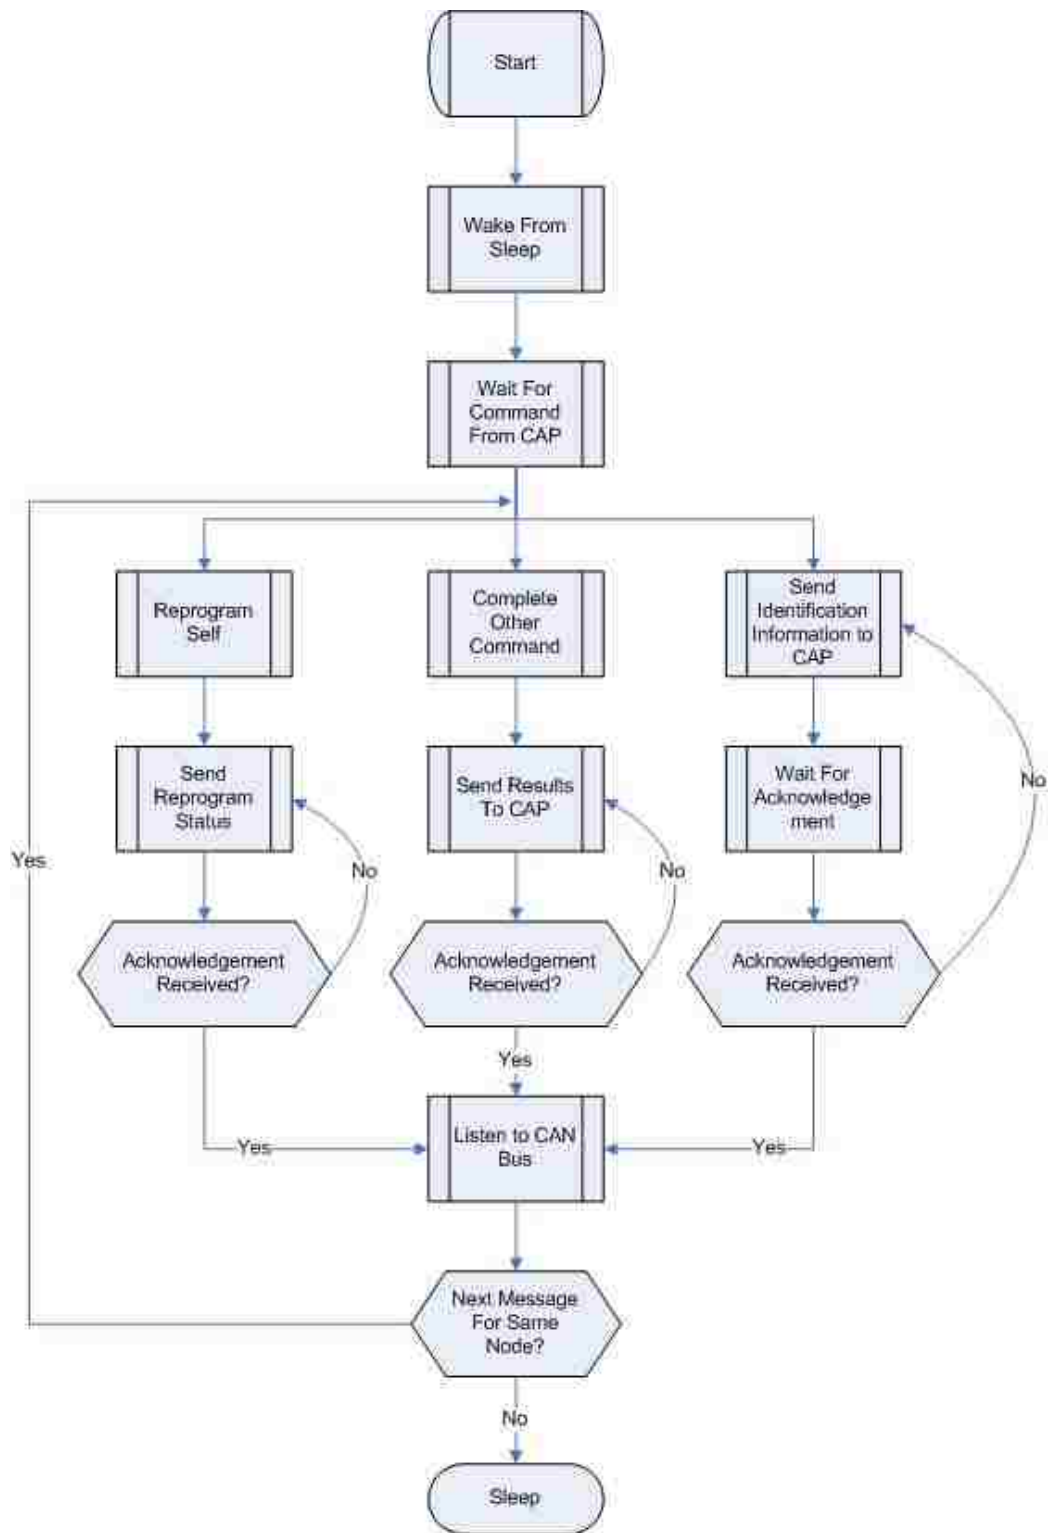 Start
Wake From
Sleep
Wait For
Command
From CAP
Reprogram
Self
Complete
Other
Command
Send
Identification
Information to
CAP
Send
Reprogram
Status
Send Results
To CAP
Wait For
Acknowledge
ment
No
No
No
Yes
Acknowledgement
Received?
Acknowledgement
Received?
Acknowledgement
Received?
Yes
Yes
Listen to CAN
Bus
Yes
Next Message
For Same
Node?
No
Sleep